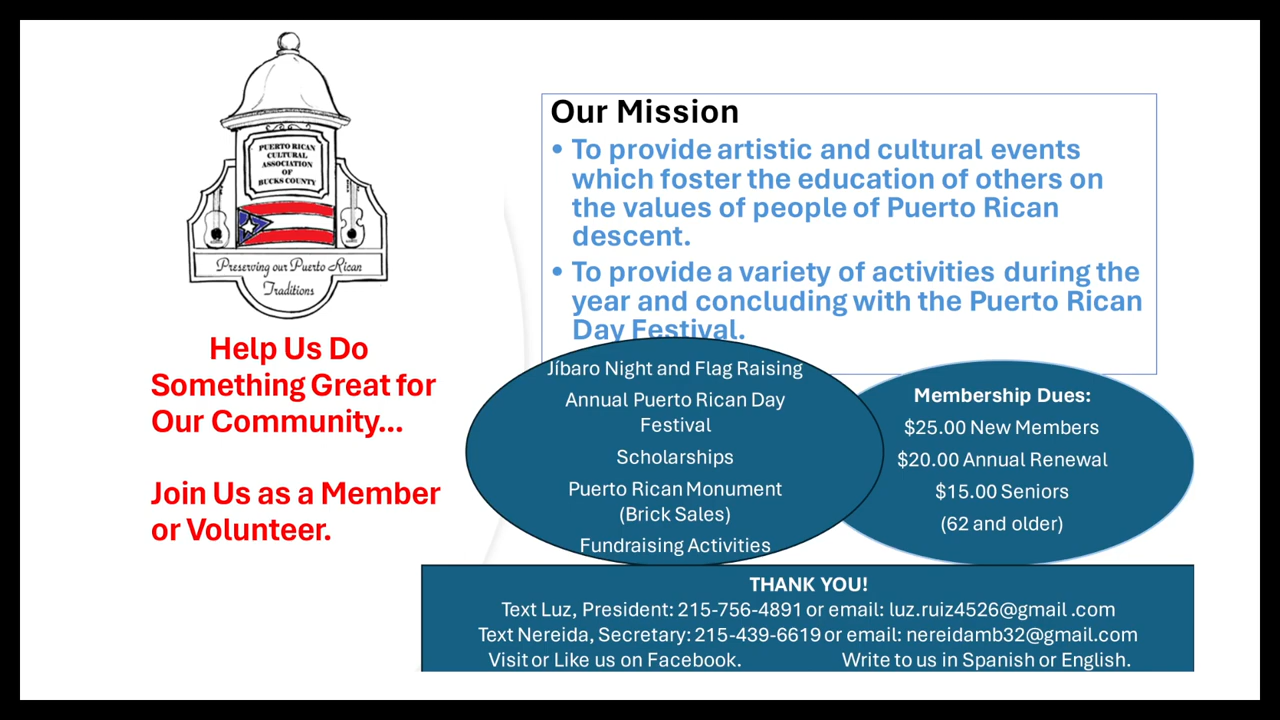 PUERTO RICAN
CULTURAL
ASSOCIATION
OF
BUCKS COUNTY
Preserving our Puerto Rican
Traditions
Help Us Do
Something Great for
Our Community...
Join Us as a Member
or Volunteer.
Our Mission
• To provide artistic and cultural events
which foster the education of others on
the values of people of Puerto Rican
descent.
• To provide a variety of activities during the
year and concluding with the Puerto Rican
Day Festival.
Jíbaro Night and Flag Raising
Annual Puerto Rican Day
Festival
Scholarships
Puerto Rican Monument
(Brick Sales)
Fundraising Activities
Membership Dues:
$25.00 New Members
$20.00 Annual Renewal
$15.00 Seniors
(62 and older)
THANK YOU!
Text Luz, President: 215-756-4891 or email: luz.ruiz4526@gmail .com
Text Nereida, Secretary: 215-439-6619 or email: nereidamb32@gmail.com
Visit or Like us on Facebook. Write to us in Spanish or English.